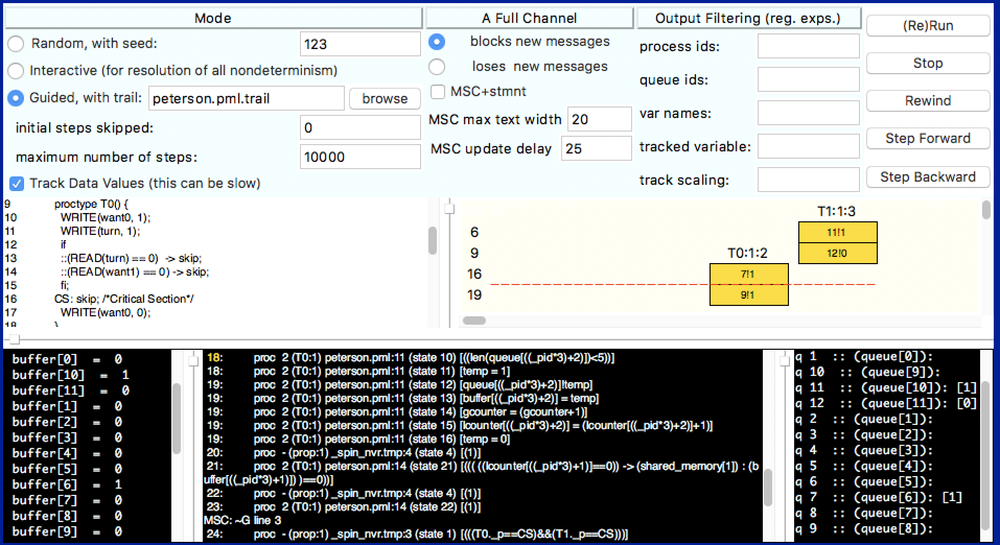 Mode
Random, with seed: 123
Interactive (for resolution of all nondeterminism)
Guided, with trail: peterson.pml.trail browse
initial steps skipped: 0
maximum number of steps: 10000
Track Data Values (this can be slow)
A Full Channel
blocks new messages
loses new messages
MSC+stmnt
MSC max text width 20
MSC update delay 25
Output Filtering (reg. exps.)
process ids:
queue ids:
var names:
tracked variable:
track scaling:
(Re)Run
Stop
Rewind
Step Forward
Step Backward
9 proctype T0() {
10 WRITE(want0, 1);
11 WRITE(turn, 1);
12 if
13 ::(READ(turn) == 0) -> skip;
14 ::(READ(want1) == 0) -> skip;
15 fi;
16 CS: skip; /*Critical Section*/
17 WRITE(want0, 0);
18 }
T1:1:3
6 11!1
9 T0:1:2 12!0
16 7!1
19 9!1
buffer[0] = 0
buffer[10] = 1
buffer[11] = 0
buffer[1] = 0
buffer[2] = 0
buffer[3] = 0
buffer[4] = 0
buffer[5] = 0
buffer[6] = 1
buffer[7] = 0
buffer[8] = 0
buffer[9] = 0
18: proc 2 (T0:1) peterson.pml:11 (state 10) [((len(queue[((_pid*3)+2)])<5))]
18: proc 2 (T0:1) peterson.pml:11 (state 11) [temp = 1]
19: proc 2 (T0:1) peterson.pml:11 (state 12) [queue[((_pid*3)+2)]!temp]
19: proc 2 (T0:1) peterson.pml:11 (state 13) [buffer[((_pid*3)+2)] = temp]
19: proc 2 (T0:1) peterson.pml:11 (state 14) [gcounter = (gcounter+1)]
19: proc 2 (T0:1) peterson.pml:11 (state 15) [lcounter[((_pid*3)+2)] = (lcounter[((_pid*3)+2)]+1)]
19: proc 2 (T0:1) peterson.pml:11 (state 16) [temp = 0]
20: proc - (prop:1) _spin_nvr.tmp:4 (state 4) [(1)]
21: proc 2 (T0:1) peterson.pml:14 (state 21) [(((( ((lcounter[((_pid*3)+1)]==0)) -> (shared_memory[1]) : (b
uffer[((_pid*3)+1)]) )==0))]
22: proc - (prop:1) _spin_nvr.tmp:4 (state 4) [(1)]
23: proc 2 (T0:1) peterson.pml:14 (state 22) [(1)]
MSC: ~G line 3
24: proc - (prop:1) _spin_nvr.tmp:3 (state 1) [(((T0._p==CS)&&(T1._p==CS)))]
q 1 :: (queue[0]):
q 10 :: (queue[9]):
q 11 :: (queue[10]): [1]
q 12 :: (queue[11]): [0]
q 2 :: (queue[1]):
q 3 :: (queue[2]):
q 4 :: (queue[3]):
q 5 :: (queue[4]):
q 6 :: (queue[5]):
q 7 :: (queue[6]): [1]
q 8 :: (queue[7]):
q 9 :: (queue[8]):